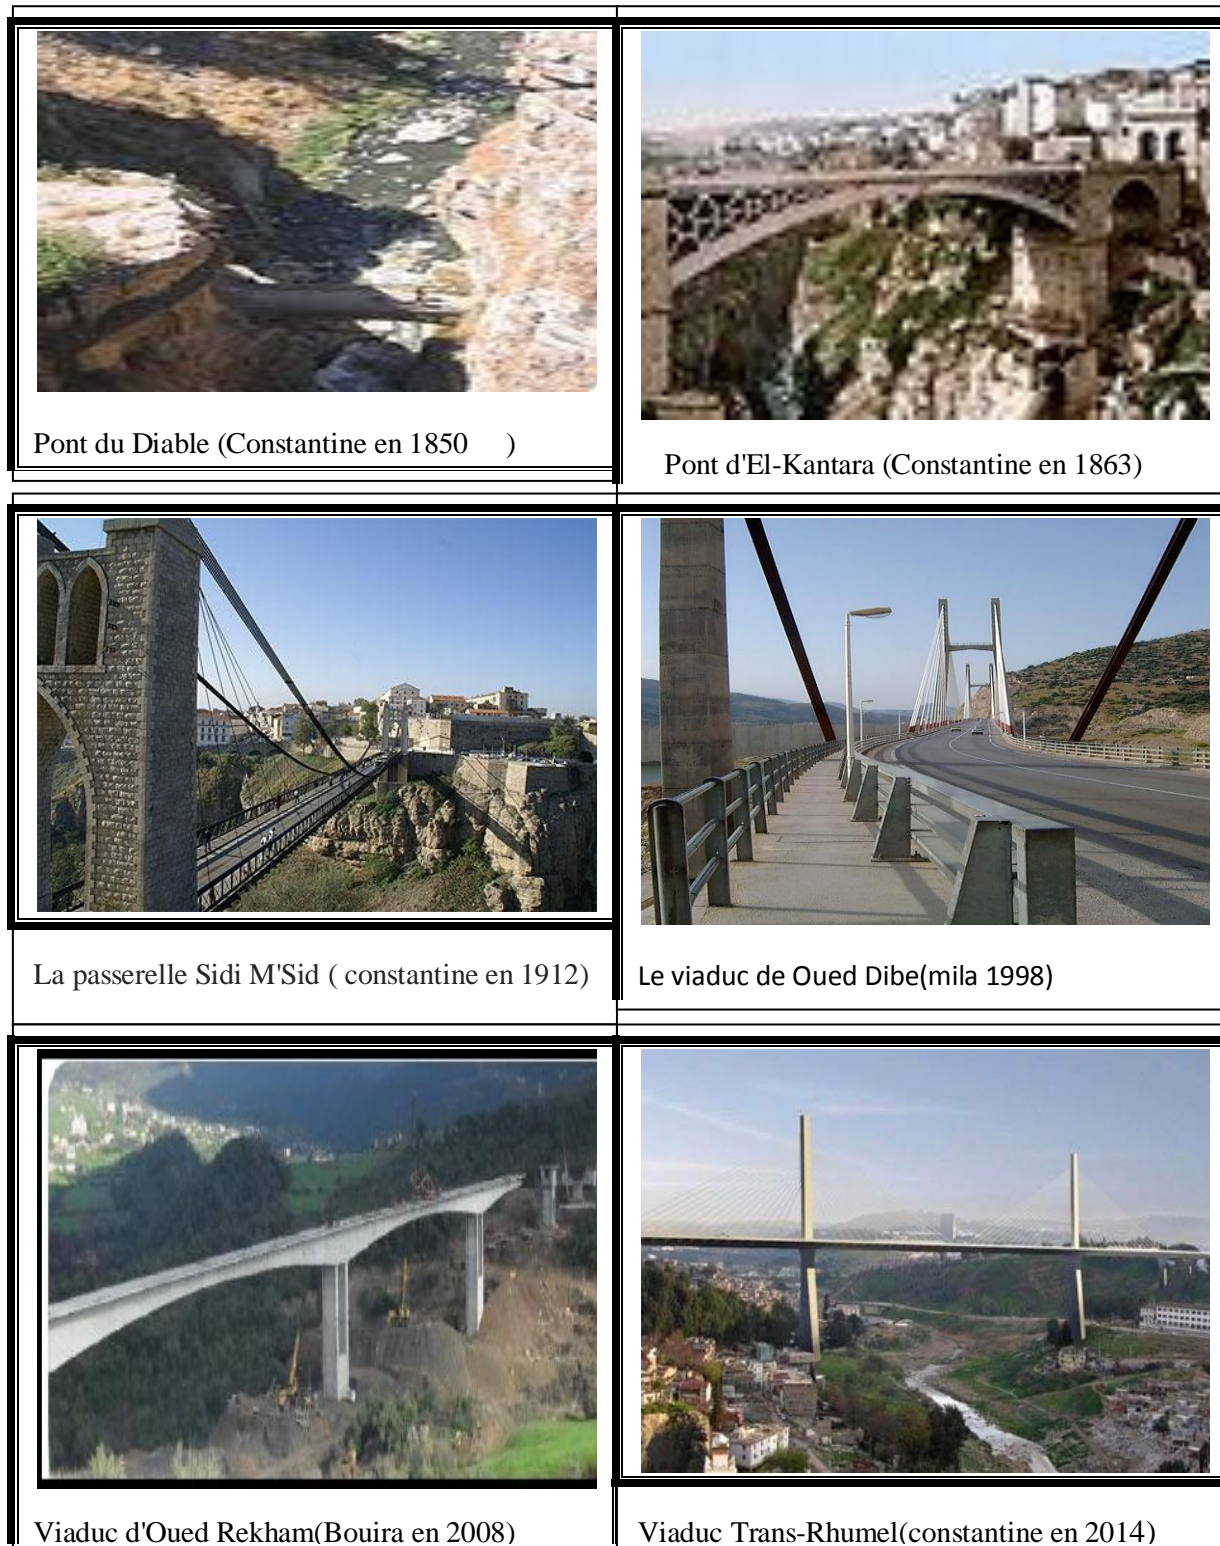 Pont du Diable (Constantine en 1850 )
Pont d'El-Kantara (Constantine en 1863)
La passerelle Sidi M'Sid ( constantine en 1912)
Le viaduc de Oued Dibe(mila 1998)
Viaduc d'Oued Rekham(Bouira en 2008)
Viaduc Trans-Rhumel(constantine en 2014)